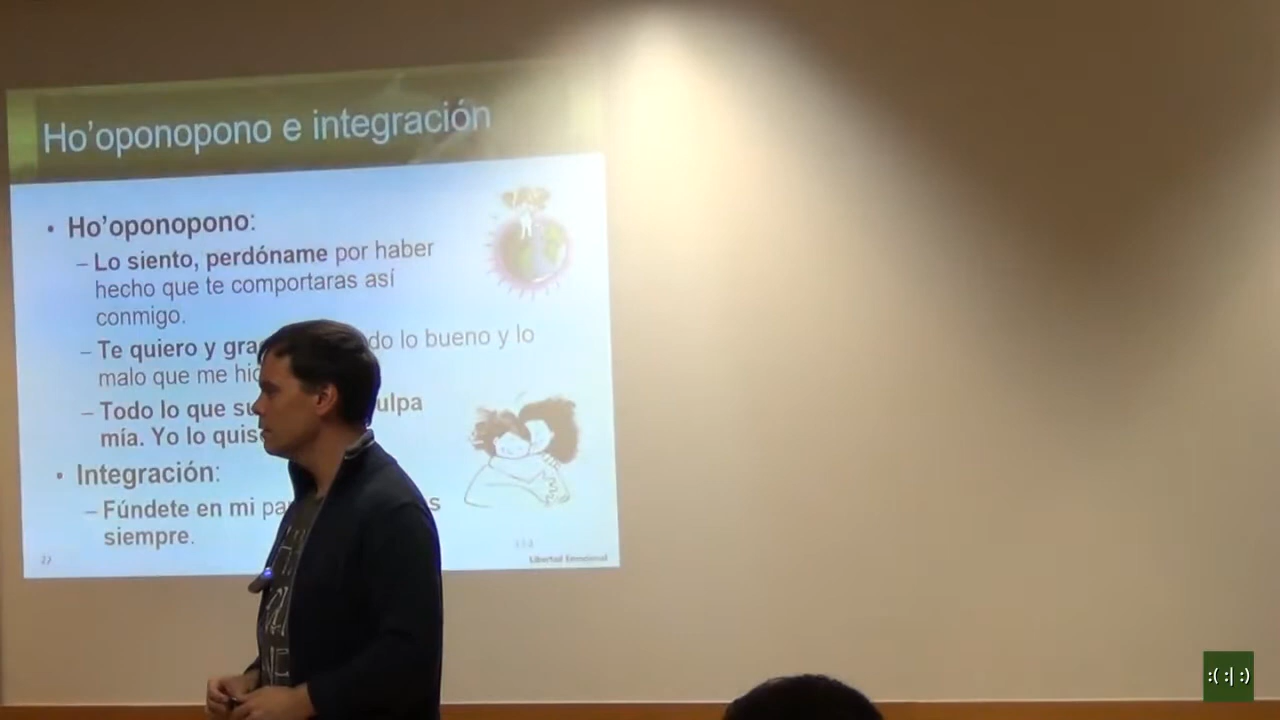 Ho'oponopono e integración
• Ho'oponopono:
– Lo siento, perdóname por haber
hecho que te comportaras así
conmigo.
– Te quiero y gra do lo bueno y lo
malo que me hic
– Todo lo que su ulpa
mía. Yo lo quis
• Integración:
– Fúndete en mi pa s
siempre.
Libertad Emocional
:( :| :)